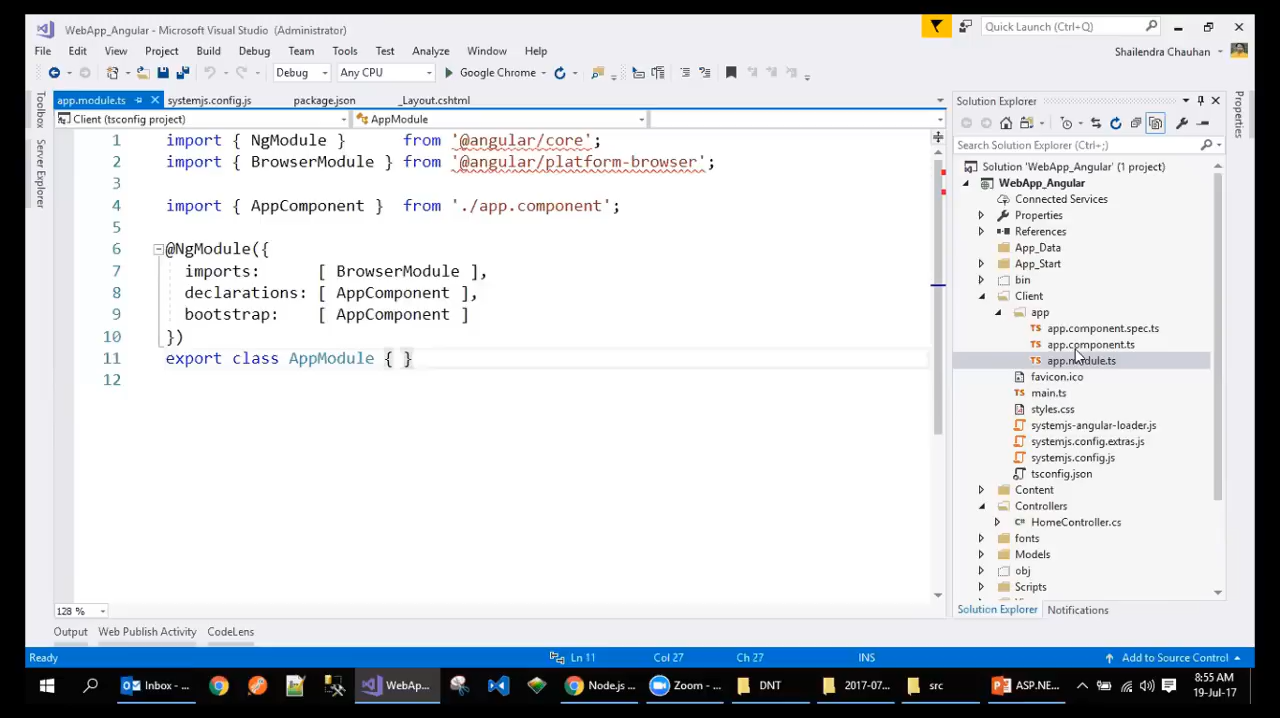 WebApp_Angular - Microsoft Visual Studio (Administrator)
Quick Launch (Ctrl+Q)
File Edit View Project Build Debug Team Tools Test Analyze Window Help
Shailendra Chauhan
Debug Any CPU Google Chrome
Toolbox
Server Explorer
app.module.ts systemjs.config.js package.json _Layout.cshtml
Client (tsconfig project) AppModule
1 import { NgModule } from '@angular/core';
2 import { BrowserModule } from '@angular/platform-browser';
3
4 import { AppComponent } from './app.component';
5
6 @NgModule({
7 imports: [ BrowserModule ],
8 declarations: [ AppComponent ],
9 bootstrap: [ AppComponent ]
10 })
11 export class AppModule { }
12
128 %
Solution Explorer
Search Solution Explorer (Ctrl+;)
Solution 'WebApp_Angular' (1 project)
WebApp_Angular
Connected Services
Properties
References
App_Data
App_Start
bin
Client
app
TS app.component.spec.ts
TS app.component.ts
TS app.module.ts
favicon.ico
TS main.ts
styles.css
systemjs-angular-loader.js
systemjs.config.extras.js
systemjs.config.js
tsconfig.json
Content
Controllers
C# HomeController.cs
fonts
Models
obj
Scripts
Solution Explorer Notifications
Properties
Output Web Publish Activity CodeLens
Ready Ln 11 Col 27 Ch 27 INS Add to Source Control
Inbox - ... WebAp... Node.js ... Zoom - ... DNT 2017-07... src ASP.NE...
8:55 AM
19-Jul-17